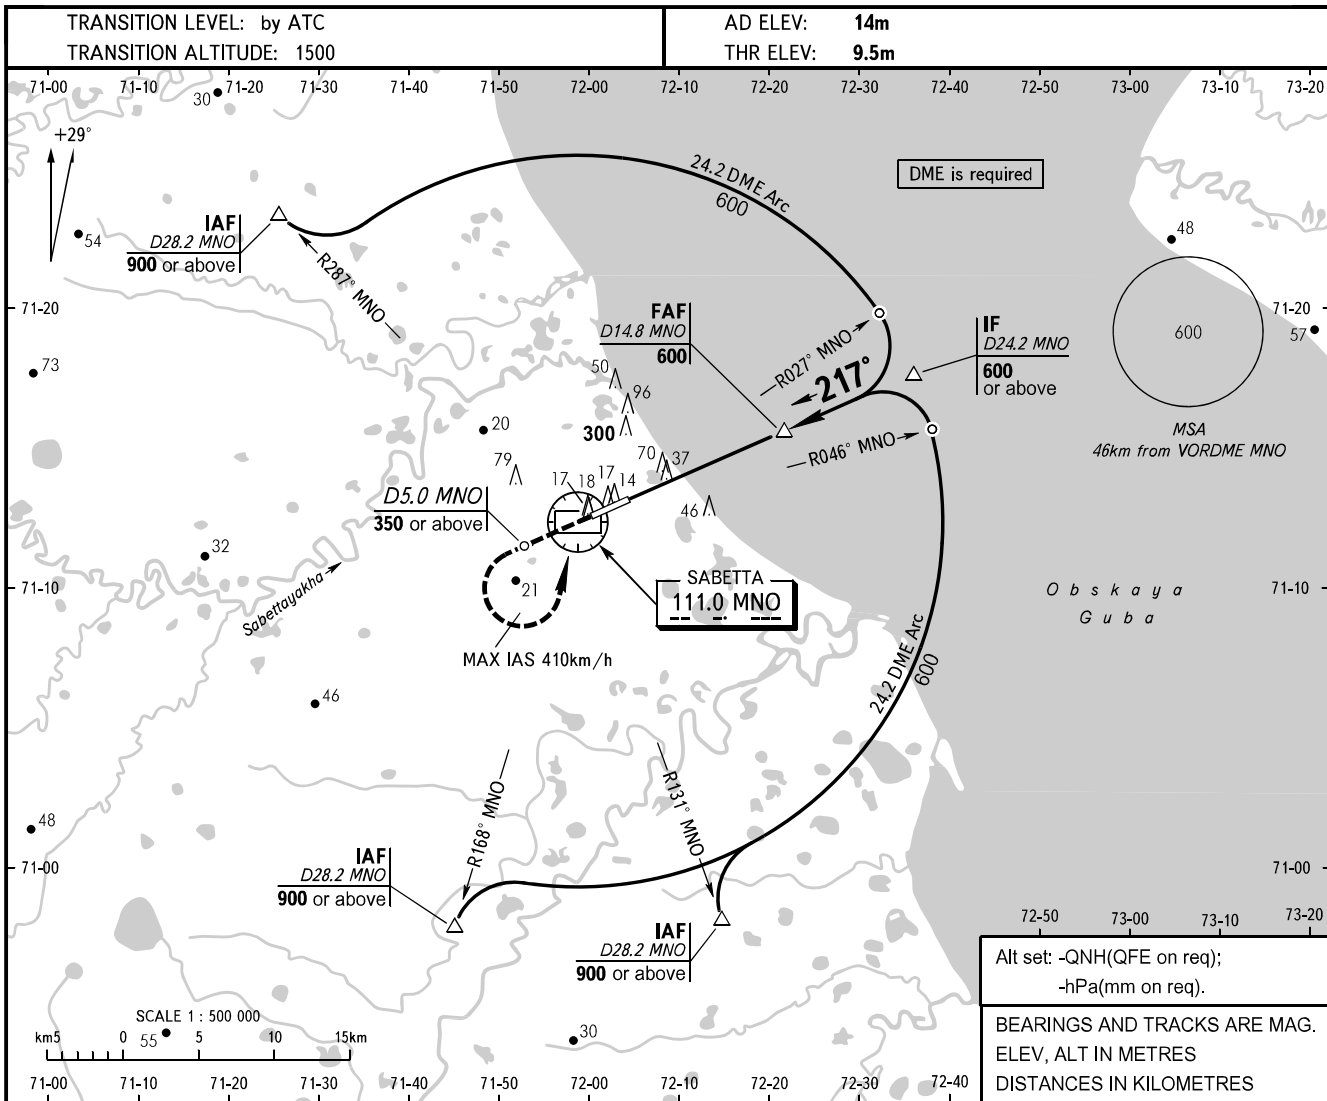 TRANSITION LEVEL: by ATC
TRANSITION ALTITUDE: 1500
AD ELEV: 14m
THR ELEV: 9.5m
71-00 71-10 71-20 71-30 71-40 71-50 72-00 72-10 72-20 72-30 72-40 72-50 73-00 73-10 73-20
30
+29°
24.2 DME Arc
600
DME is required
IAF
D28.2 MNO
900 or above
54
48
R287° MNO
71-20
71-20
FAF
D14.8 MNO
600
IF
D24.2 MNO
600
or above
600
57
73
R027° MNO
217°
50
96
300
MSA
46km from VORDME MNO
20
R046° MNO
79
70
37
17
18
17
14
46
D5.0 MNO
350 or above
32
71-10
21
SABETTA
111.0 MNO
Obskaya
Guba
71-10
Sabettayakha
MAX IAS 410km/h
46
24.2 DME Arc
600
R168° MNO
R131° MNO
48
71-00
71-00
IAF
D28.2 MNO
900 or above
IAF
D28.2 MNO
900 or above
72-50 73-00 73-10 73-20
Alt set: -QNH(QFE on req);
-hPa(mm on req).
SCALE 1 : 500 000
km5 0 5 10 15km
55
30
BEARINGS AND TRACKS ARE MAG.
ELEV, ALT IN METRES
DISTANCES IN KILOMETRES
71-00 71-10 71-20 71-30 71-40 71-50 72-00 72-10 72-20 72-30 72-40